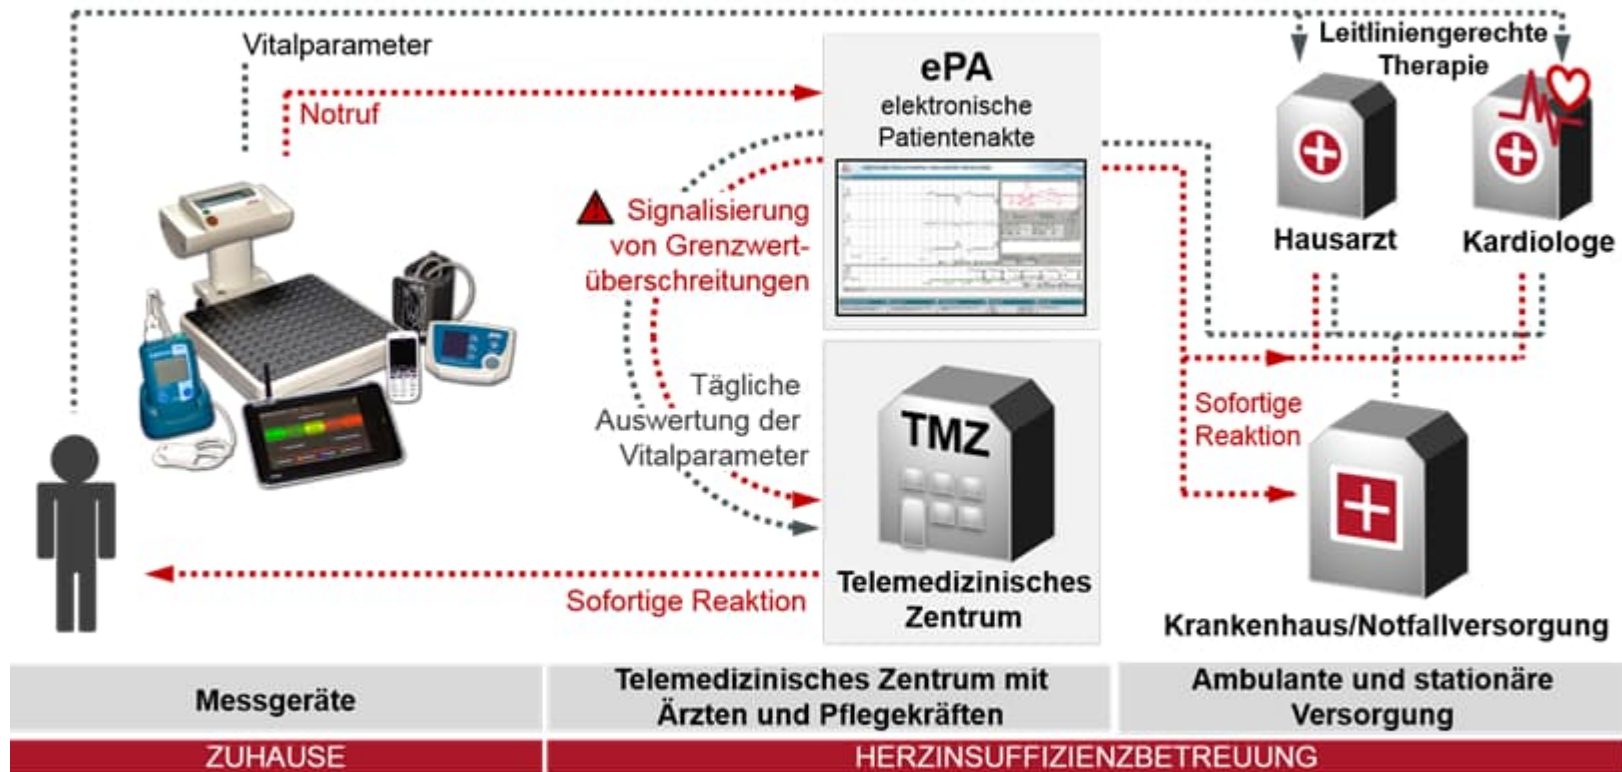 Vitalparameter
Notruf
ePA
elektronische
Patientenakte
Signalisierung
von Grenzwert-
überschreitungen
Tägliche
Auswertung der
Vitalparameter
TMZ
Telemedizinisches
Zentrum
Sofortige Reaktion
Leitliniengerechte
Therapie
Hausarzt
Kardiologe
Sofortige
Reaktion
Krankenhaus/Notfallversorgung
Messgeräte
Telemedizinisches Zentrum mit
Ärzten und Pflegekräften
Ambulante und stationäre
Versorgung
ZUHAUSE
HERZINSUFFIZIENZBETREUUNG